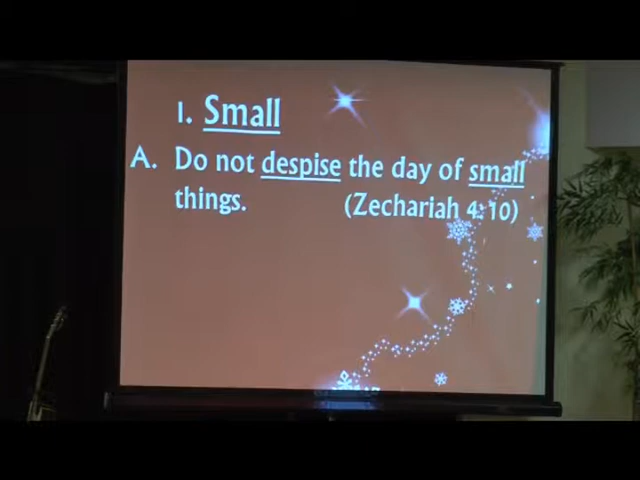 1. Small
A. Do not despise the day of small
things. (Zechariah 4:10)